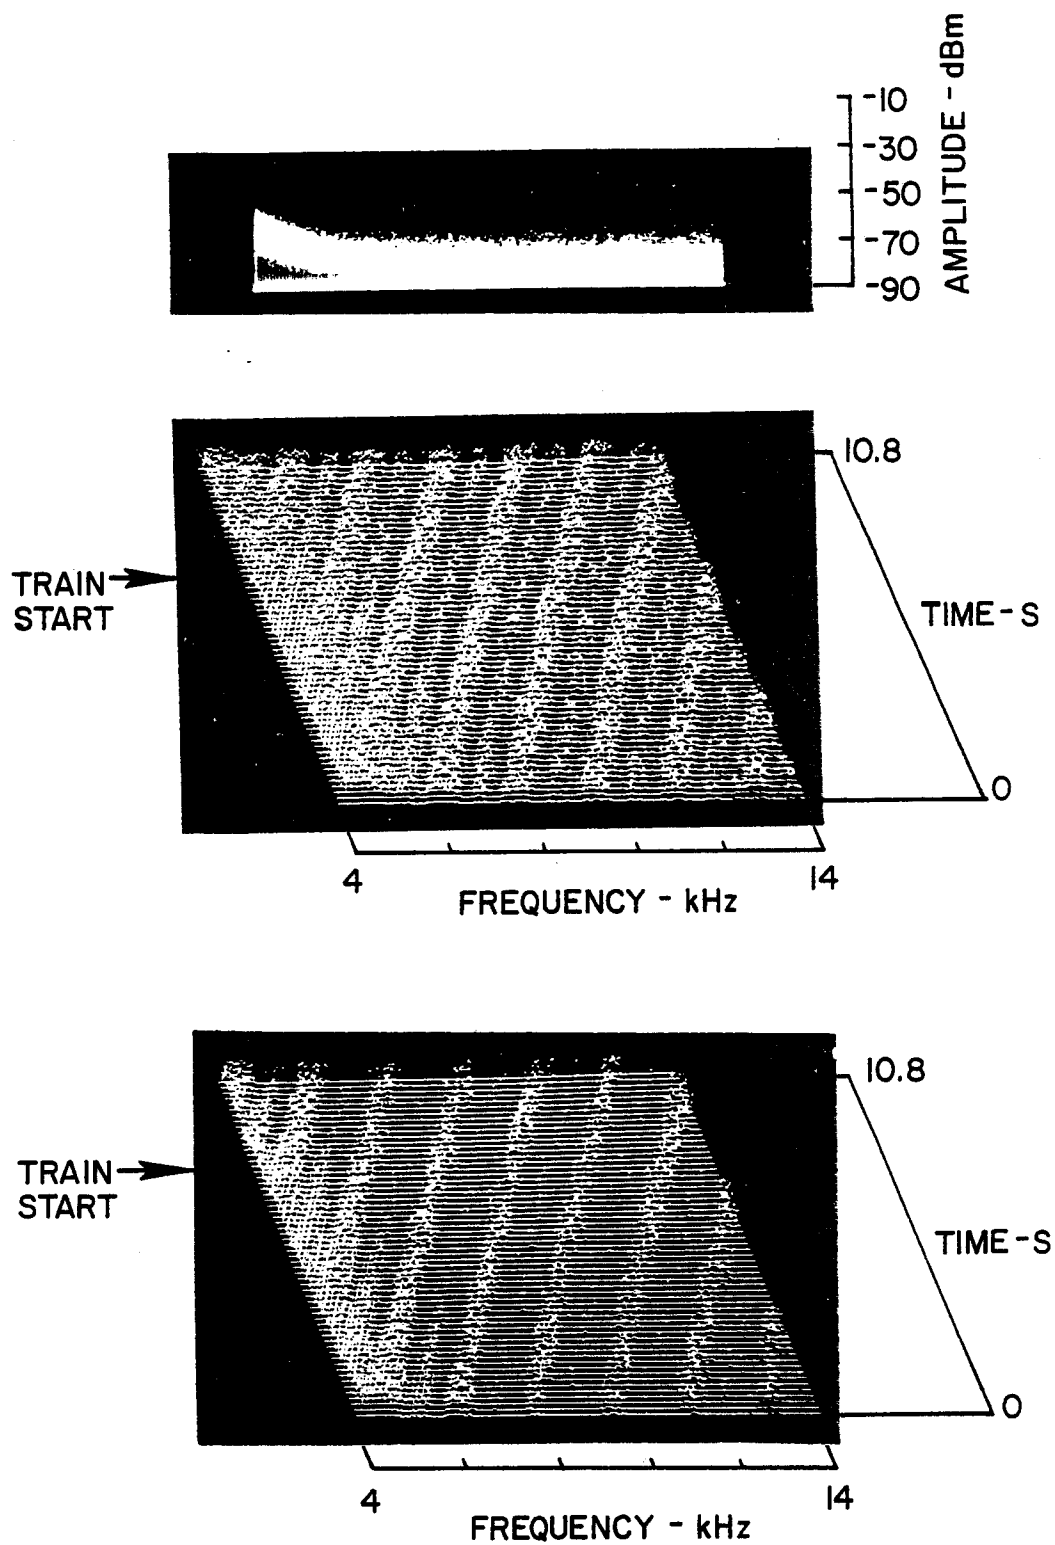 -10
-30
-50
-70
-90
AMPLITUDE - dBm
10.8
TRAIN
START
TIME - S
0
4
14
FREQUENCY - kHz
10.8
TRAIN
START
TIME - S
0
4
14
FREQUENCY - kHz